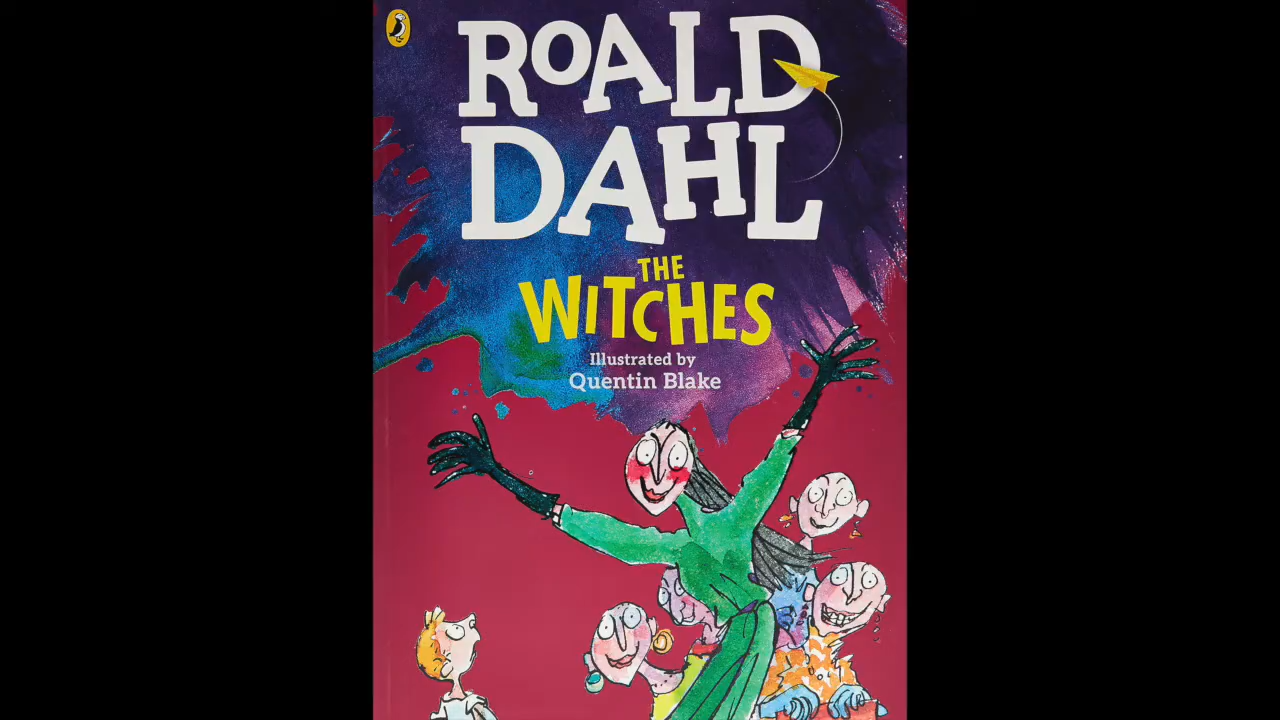 ROALD
DAHL
THE
WITCHES
Illustrated by
Quentin Blake